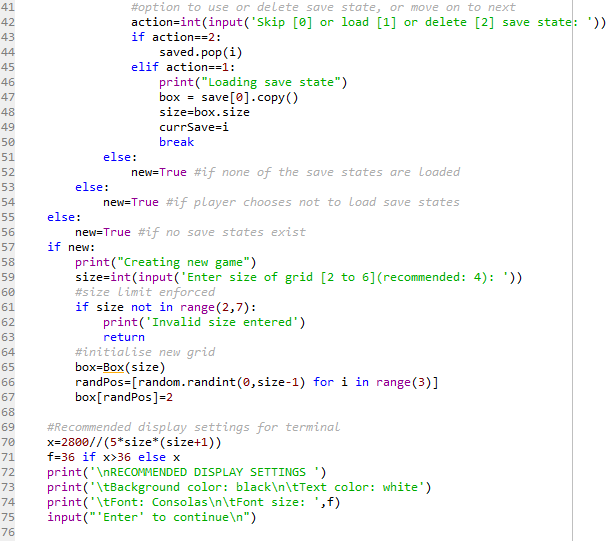 41 #option to use or delete save state, or move on to next
42 action=int(input('Skip [0] or load [1] or delete [2] save state: '))
43 if action==2:
44 saved.pop(i)
45 elif action==1:
46 print("Loading save state")
47 box = save[0].copy()
48 size=box.size
49 currSave=i
50 break
51 else:
52 new=True #if none of the save states are loaded
53 else:
54 new=True #if player chooses not to load save states
55 else:
56 new=True #if no save states exist
57 if new:
58 print("Creating new game")
59 size=int(input('Enter size of grid [2 to 6](recommended: 4): '))
60 #size limit enforced
61 if size not in range(2,7):
62 print('Invalid size entered')
63 return
64 #initialise new grid
65 box=Box(size)
66 randPos=[random.randint(0,size-1) for i in range(3)]
67 box[randPos]=2
68
69 #Recommended display settings for terminal
70 x=2800//(5*size*(size+1))
71 f=36 if x>36 else x
72 print('\nRECOMMENDED DISPLAY SETTINGS ')
73 print('\tBackground color: black\n\tText color: white')
74 print('\tFont: Consolas\n\tFont size: ',f)
75 input("'Enter' to continue\n")
76